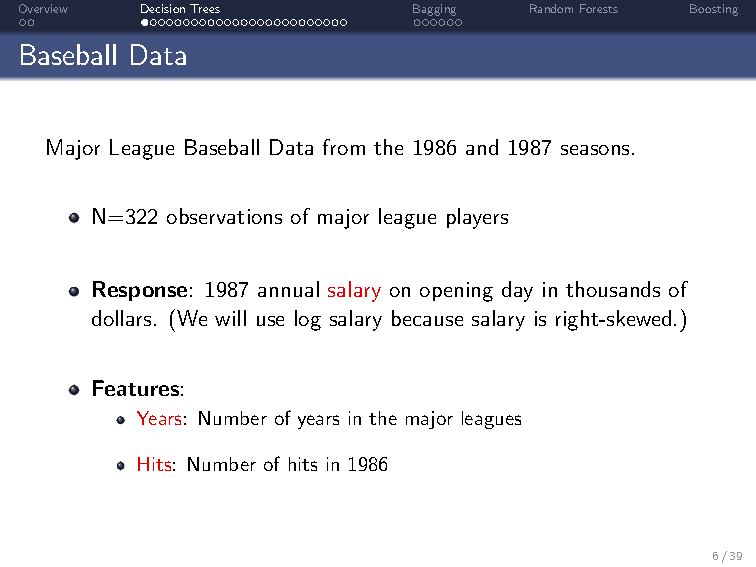 Overview Decision Trees Bagging Random Forests Boosting
Baseball Data
Major League Baseball Data from the 1986 and 1987 seasons.
N=322 observations of major league players
Response: 1987 annual salary on opening day in thousands of
dollars. (We will use log salary because salary is right-skewed.)
Features:
Years: Number of years in the major leagues
Hits: Number of hits in 1986
6 / 39